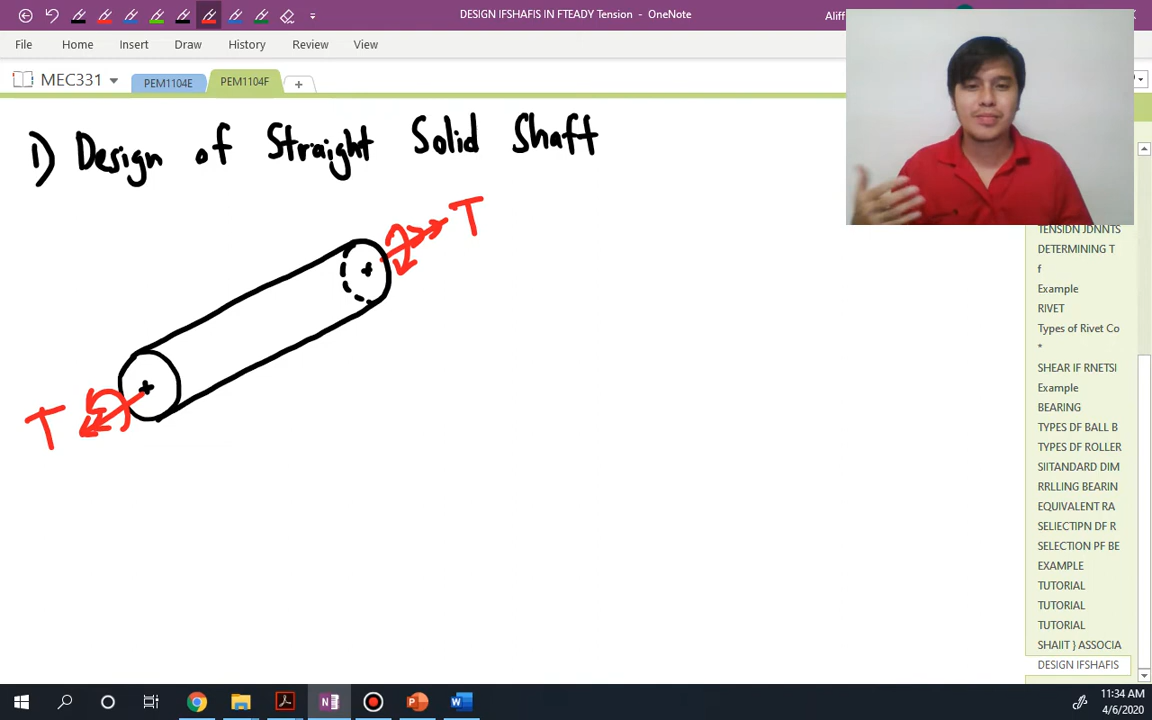 DESIGN IFSHAFIS IN FTEADY Tension - OneNote
Aliff
File Home Insert Draw History Review View
MEC331 PEM1104E PEM1104F
1) Design of Straight Solid Shaft
T
T
TENSIDN JDNNTS
DETERMINING T
f
Example
RIVET
Types of Rivet Co
*
SHEAR IF RNETSI
Example
BEARING
TYPES DF BALL B
TYPES DF ROLLER
SIITANDARD DIM
RRLLING BEARIN
EQUIVALENT RA
SELIECTIPN DF R
SELECTION PF BE
EXAMPLE
TUTORIAL
TUTORIAL
TUTORIAL
SHAIIT } ASSOCIA
DESIGN IFSHAFIS
11:34 AM
4/6/2020